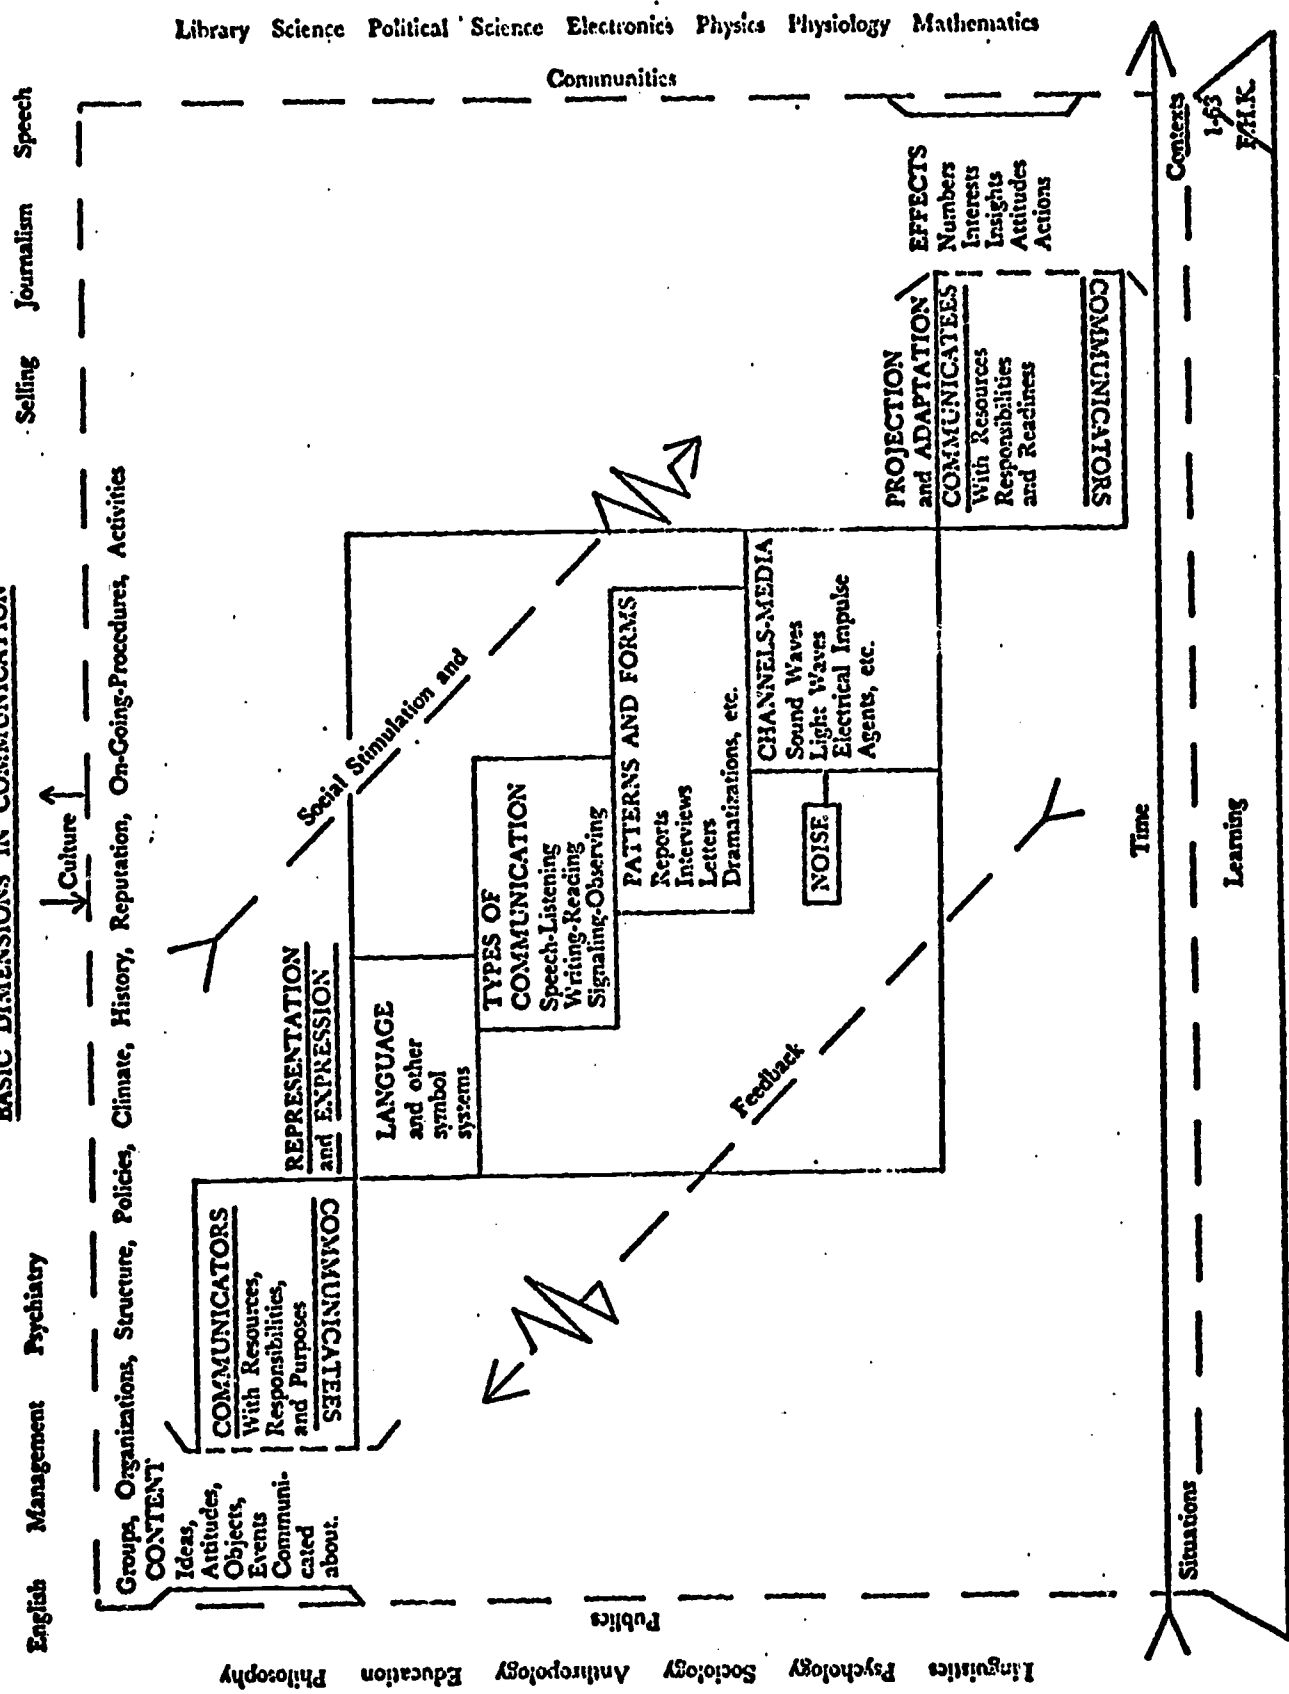 BASIC DIMENSIONS IN COMMUNICATION
English Management Psychiatry Selling Journalism Speech
Culture
Groups, Organizations, Structure, Policies, Climate, History, Reputation, On-Going-Procedures, Activities
CONTENT
Ideas,
Attitudes,
Objects,
Events
Communi-
cated
about.
COMMUNICATORS
With Resources,
Responsibilities,
and Purposes
COMMUNICATEES
REPRESENTATION
and EXPRESSION
LANGUAGE
and other
symbol
systems
Social Stimulation and
TYPES OF
COMMUNICATION
Speech-Listening
Writing-Reading
Signaling-Observing
PATTERNS AND FORMS
Reports
Interviews
Letters
Dramatizations, etc.
CHANNELS-MEDIA
Sound Waves
Light Waves
Electrical Impulse
Agents, etc.
NOISE
Feedback
PROJECTION
and ADAPTATION
COMMUNICATEES
With Resources
Responsibilities
and Readiness
COMMUNICATORS
EFFECTS
Numbers
Interests
Insights
Attitudes
Actions
Publics
Linguistics Psychology Sociology Anthropology Education Philosophy
Communities
Library Science Political Science Electronics Physics Physiology Mathematics
Time
Situations
Contexts
Learning
1-63
F.H.K.